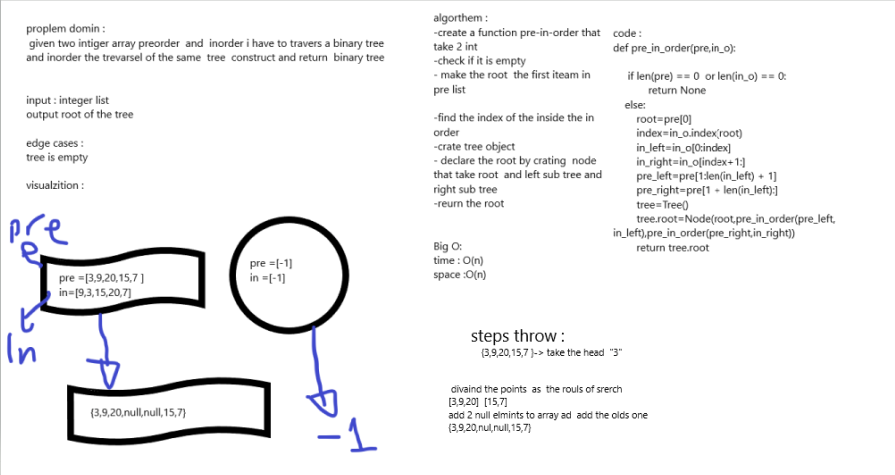 proplem domin :
given two intiger array preorder and inorder i have to travers a binary tree
and inorder the trevarsel of the same tree construct and return binary tree
input : integer list
output root of the tree
edge cases :
tree is empty
visualzition :
pre
In
pre =[3,9,20,15,7 ]
in=[9,3,15,20,7]
pre =[-1]
in =[-1]
{3,9,20,null,null,15,7}
-1
algorthem :
-create a function pre-in-order that
take 2 int
-check if it is empty
- make the root the first iteam in
pre list
-find the index of the inside the in
order
-crate tree object
- declare the root by crating node
that take root and left sub tree and
right sub tree
-reurn the root
Big O:
time : O(n)
space :O(n)
code :
def pre_in_order(pre,in_o):
if len(pre) == 0 or len(in_o) == 0:
return None
else:
root=pre[0]
index=in_o.index(root)
in_left=in_o[0:index]
in_right=in_o[index+1:]
pre_left=pre[1:len(in_left) + 1]
pre_right=pre[1 + len(in_left):]
tree=Tree()
tree.root=Node(root,pre_in_order(pre_left,
in_left),pre_in_order(pre_right,in_right))
return tree.root
steps throw :
{3,9,20,15,7 }-> take the head "3"
divaind the points as the rouls of srerch
[3,9,20] [15,7]
add 2 null elmints to array ad add the olds one
{3,9,20,nul,null,15,7}